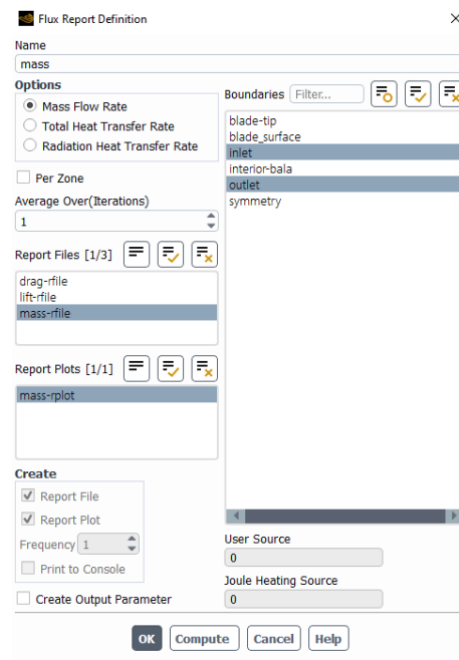 Flux Report Definition
Name
mass
Options
Mass Flow Rate
Total Heat Transfer Rate
Radiation Heat Transfer Rate
Per Zone
Average Over(Iterations)
1
Report Files [1/3]
drag-rfile
lift-rfile
mass-rfile
Report Plots [1/1]
mass-rplot
Create
Report File
Report Plot
Frequency 1
Print to Console
Create Output Parameter
Boundaries Filter...
blade-tip
blade_surface
inlet
interior-bala
outlet
symmetry
User Source
0
Joule Heating Source
0
OK Compute Cancel Help